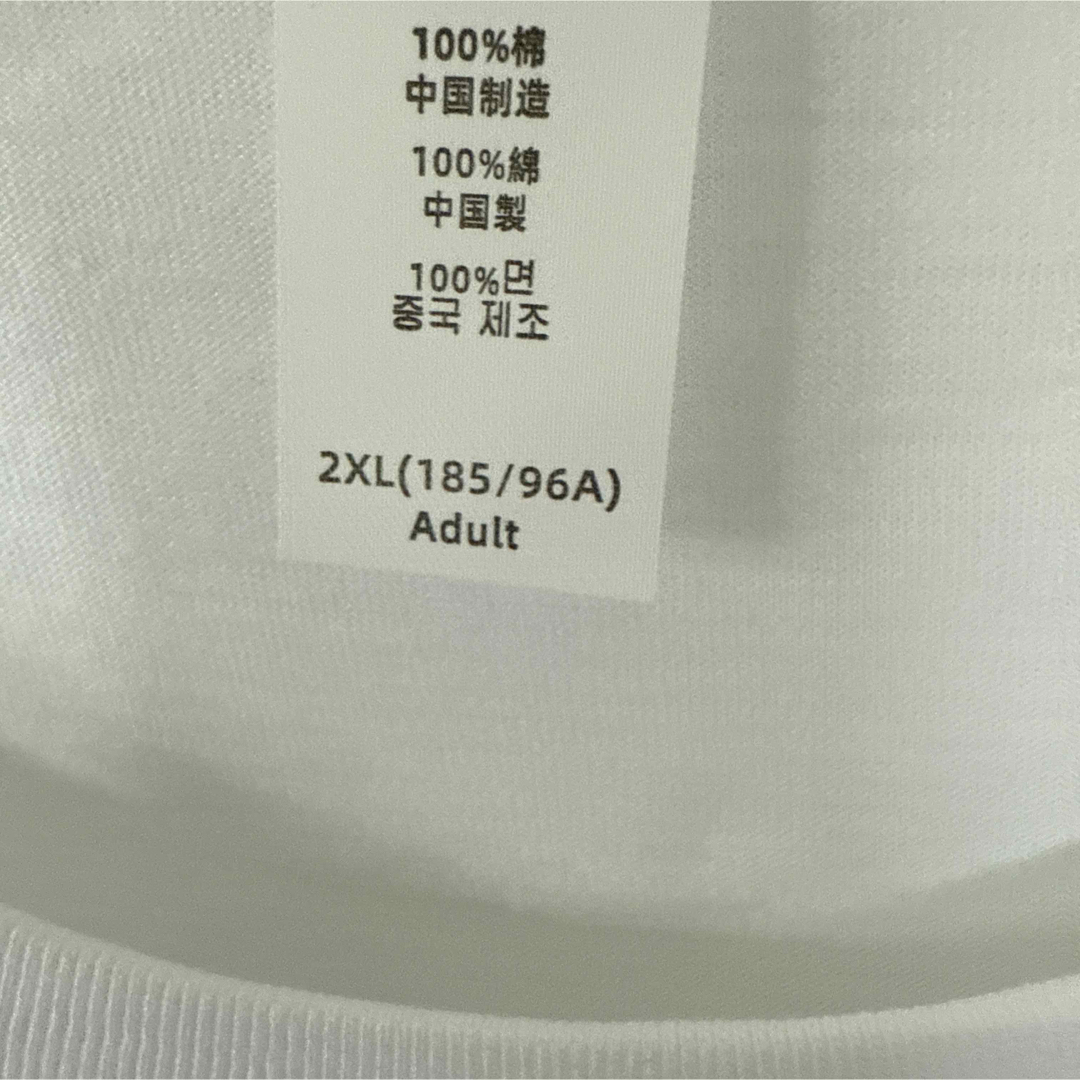 100%棉
中国制造
100%綿
中国製
100%면
중국 제조
2XL(185/96A)
Adult